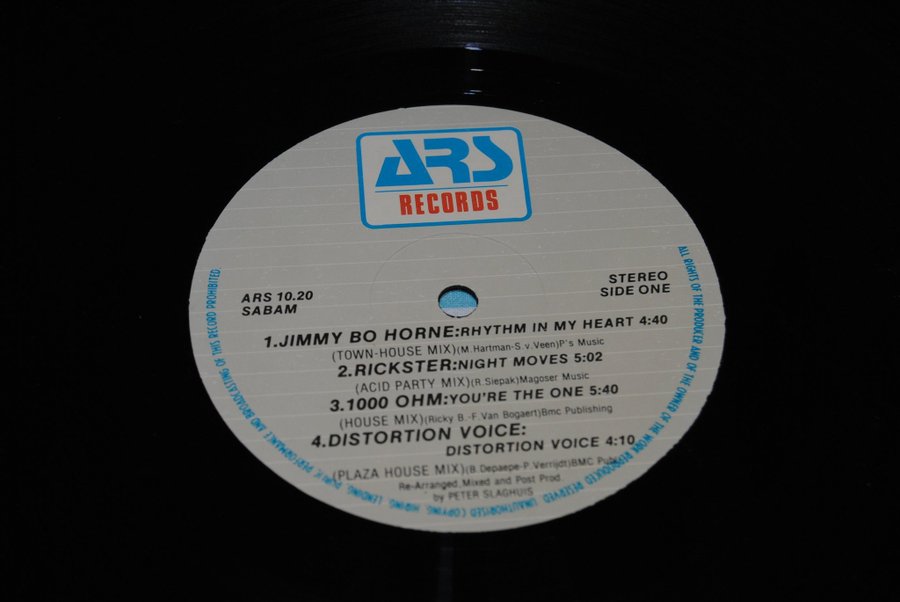 ARS
RECORDS
ARS 10.20
SABAM
STEREO
SIDE ONE
1.JIMMY BO HORNE:RHYTHM IN MY HEART 4:40
(TOWN-HOUSE MIX)(M.Hartman-S.v.Veen)P's Music
2.RICKSTER:NIGHT MOVES 5:02
(ACID PARTY MIX)(R.Siepak)Magoser Music
3.1000 OHM:YOU'RE THE ONE 5:40
(HOUSE MIX)(Ricky B.-F.Van Bogaert)Bmc Publishing
4.DISTORTION VOICE:
DISTORTION VOICE 4:10
(PLAZA HOUSE MIX)(B.Depaepe-P.Verrijdt)BMC
Re-Arranged,Mixed and Post Prod.
by PETER SLAGHUIS
ALL RIGHTS OF THE PRODUCER AND OF THE OWNER OF THE WORK REPRODUCED RESERVED. UNAUTHORISED COPYING, HIRING, LENDING, PUBLIC PERFORMANCE AND BROADCASTING OF THIS RECORD PROHIBITED